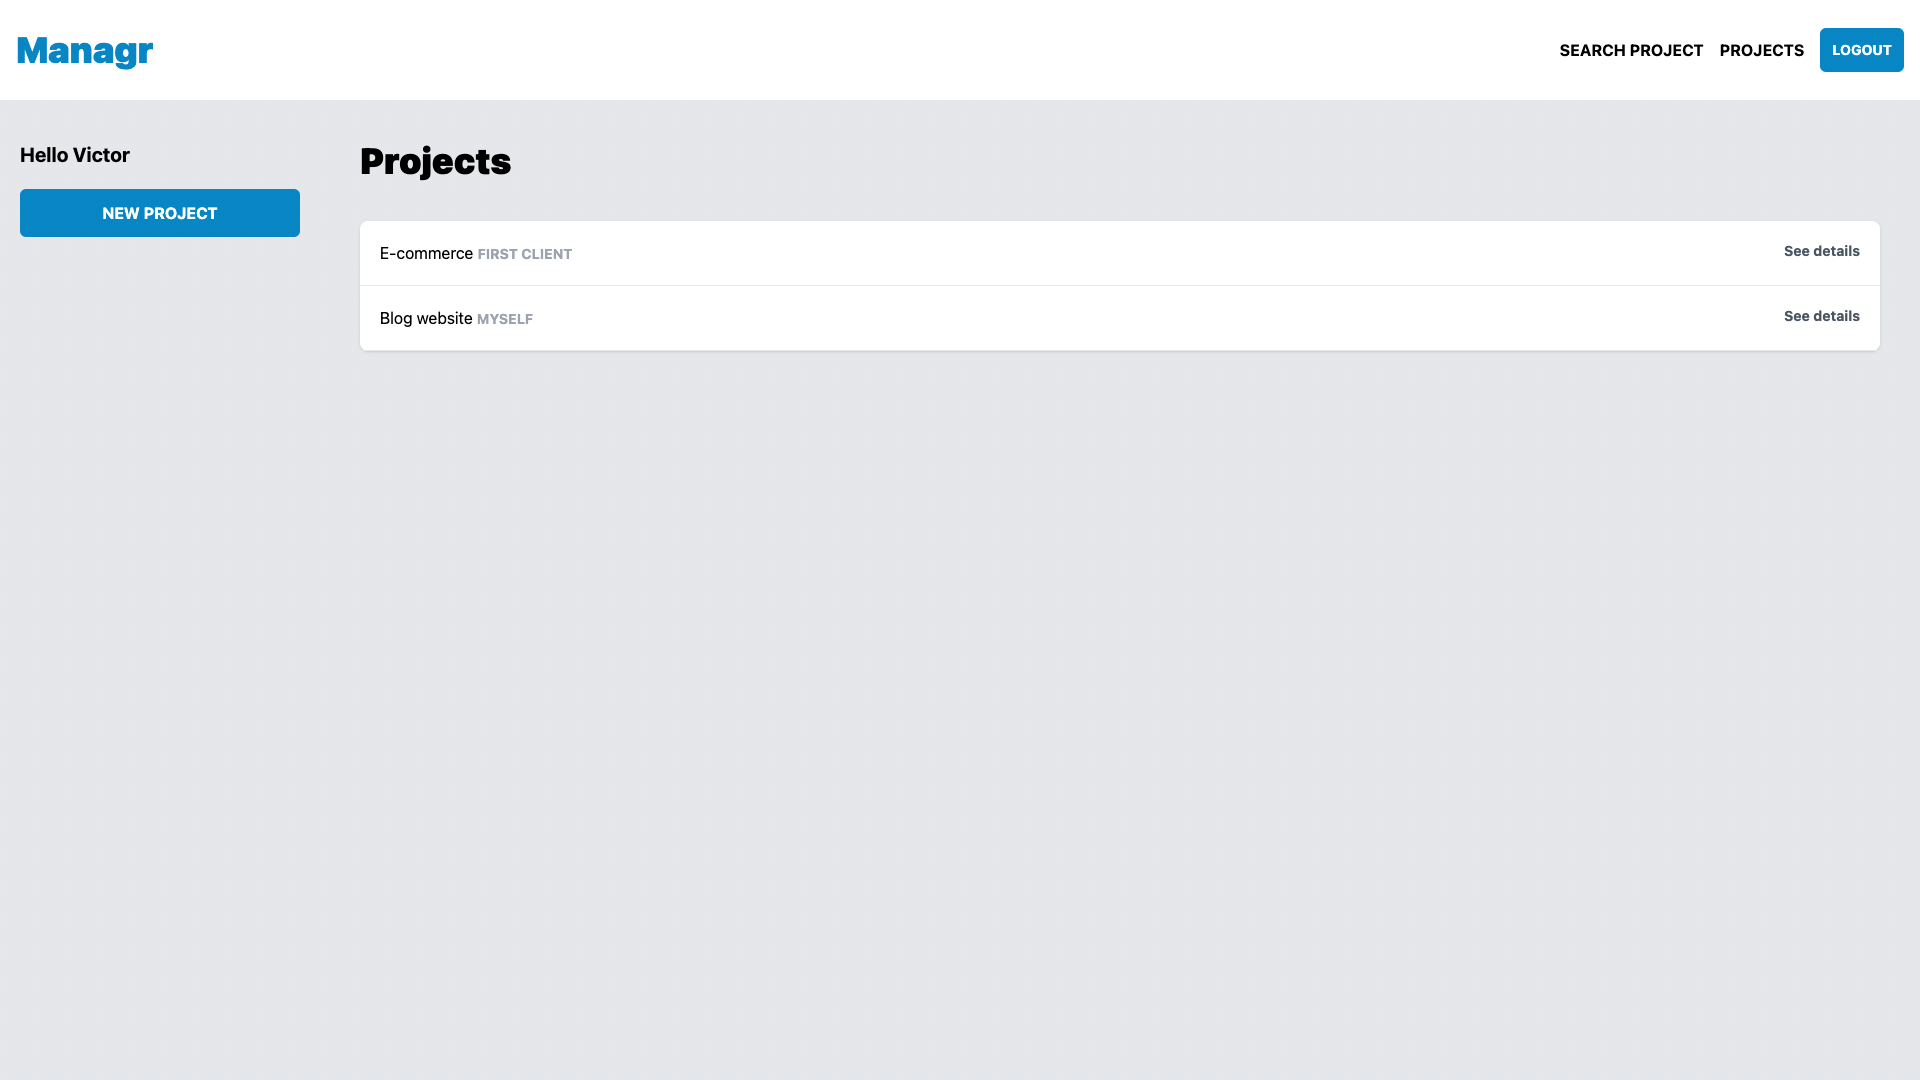 Managr
SEARCH PROJECT PROJECTS LOGOUT
Hello Victor
NEW PROJECT
Projects
E-commerce FIRST CLIENT See details
Blog website MYSELF See details